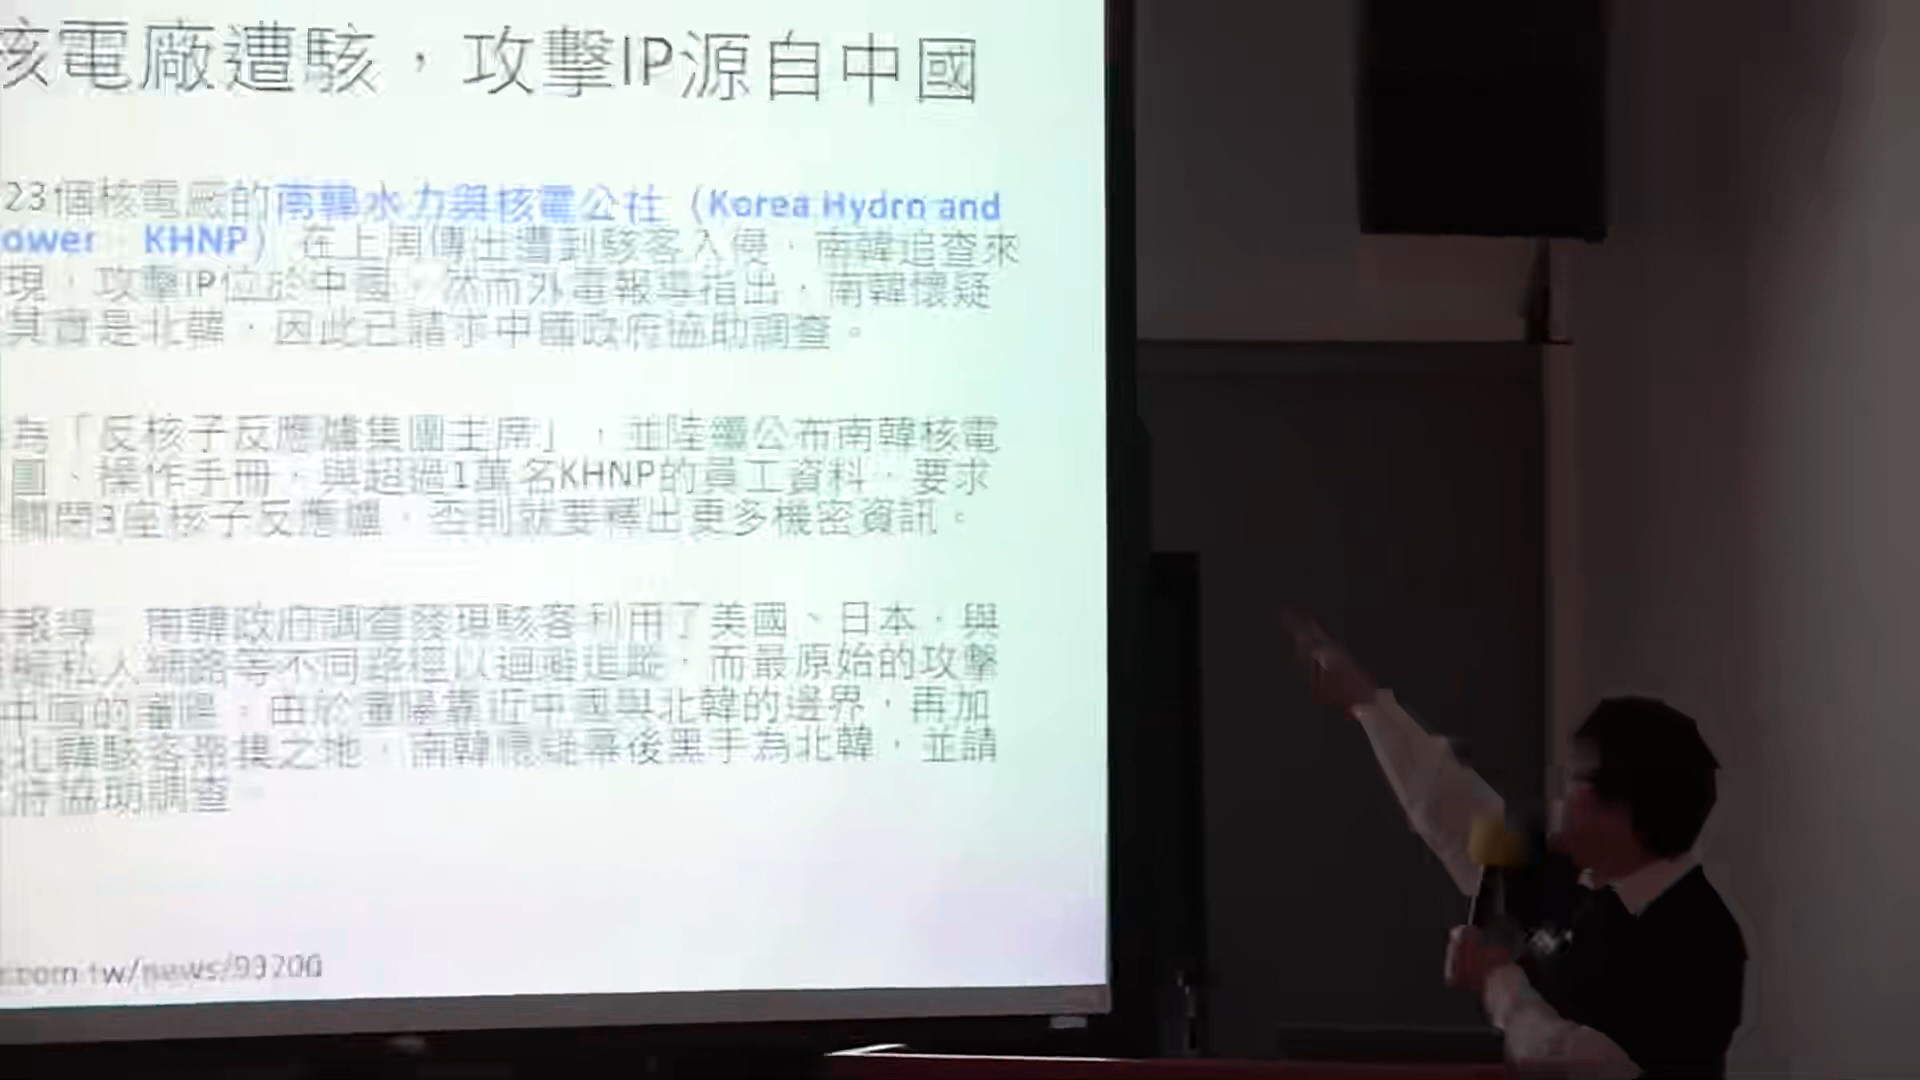 核電廠遭駭，攻擊IP源自中國
23個核電廠的南韓水力與核電公社（Korea Hydro and
ower，KHNP）在上周傳出遭到駭客入侵，南韓追查來
現，攻擊IP位於中國，然而外電報導指出，南韓懷疑
其實是北韓，因此已請求中國政府協助調查。
為「反核子反應爐集團主席」，並陸續公布南韓核電
圖、操作手冊，與超過1萬名KHNP的員工資料，要求
關閉3座核子反應爐，否則就要釋出更多機密資訊。
報導，南韓政府調查發現駭客利用了美國、日本，與
私人網路等不同路徑以迴避追蹤，而最原始的攻擊
中國的瀋陽，由於瀋陽靠近中國與北韓的邊界，再加
北韓駭客聚集之地，南韓懷疑幕後黑手為北韓，並請
府協助調查。
.com.tw/news/93200